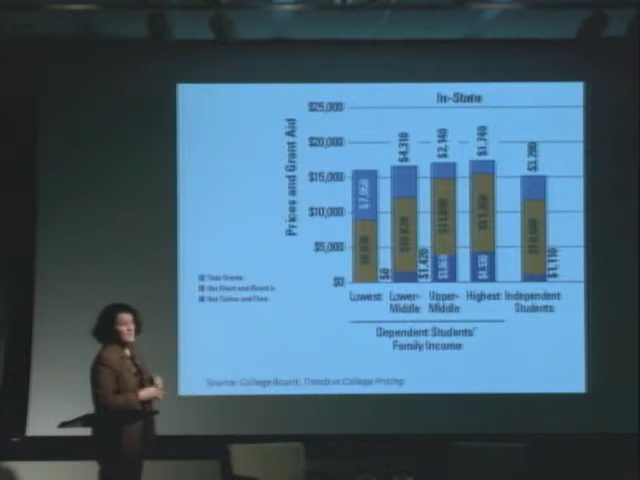 In-State
$25,000
$20,000
$15,000
$10,000
$5,000
$0
Prices and Grant Aid
$4,310
$2,140
$1,740
$3,200
$0
$1,420
$1,110
Lowest
Lower-Middle
Upper-Middle
Highest
Independent Students
Dependent Students'
Family Income
Total Grants
Net Room and Board
Net Tuition and Fees
Source: College Board, Trends in College Pricing